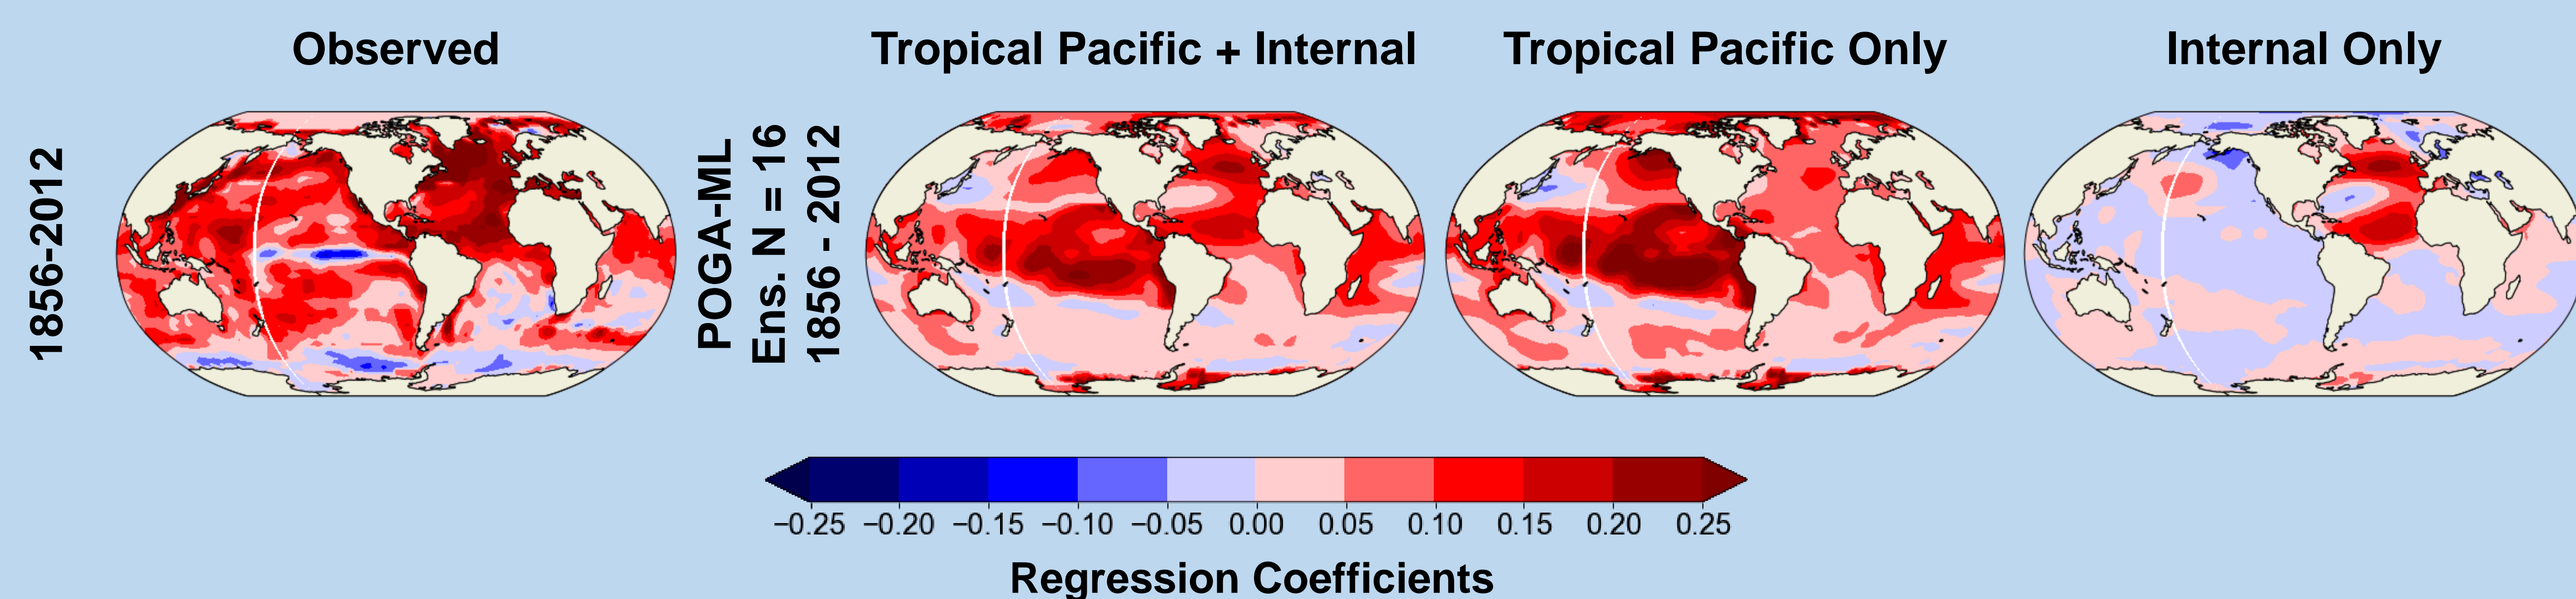 Observed
Tropical Pacific + Internal
Tropical Pacific Only
Internal Only
1856-2012
POGA-ML
Ens. N = 16
1856 - 2012
−0.25 −0.20 −0.15 −0.10 −0.05 0.00 0.05 0.10 0.15 0.20 0.25
Regression Coefficients